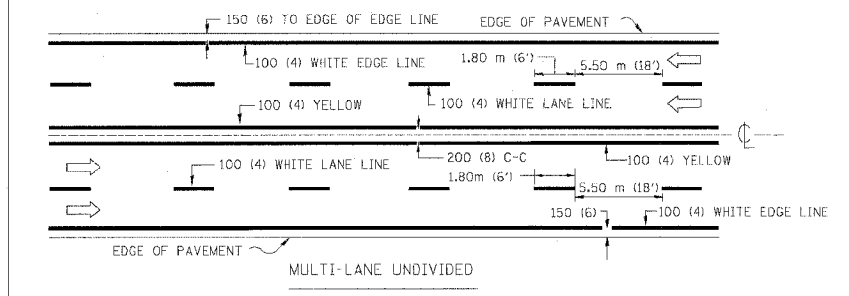 150 (6) TO EDGE OF EDGE LINE
EDGE OF PAVEMENT
100 (4) WHITE EDGE LINE
1.80 m (6')
5.50 m (18')
100 (4) YELLOW
100 (4) WHITE LANE LINE
℄
100 (4) WHITE LANE LINE
200 (8) C-C
100 (4) YELLOW
1.80m (6')
5.50 m (18')
150 (6)
100 (4) WHITE EDGE LINE
EDGE OF PAVEMENT
MULTI-LANE UNDIVIDED